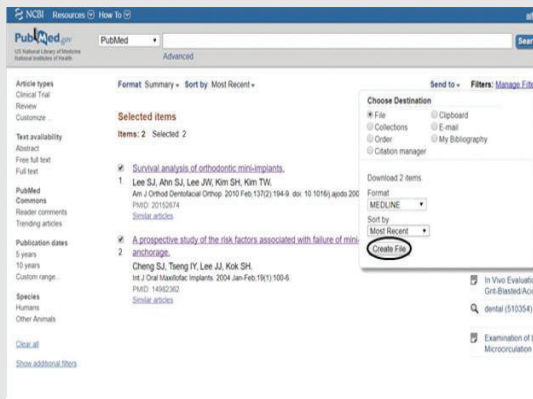 NCBI Resources How To
PubMed.gov
US National Library of Medicine
National Institutes of Health
PubMed
Advanced
Article types
Clinical Trial
Review
Customize ...
Text availability
Abstract
Free full text
Full text
PubMed
Commons
Reader comments
Trending articles
Publication dates
5 years
10 years
Custom range...
Species
Humans
Other Animals
Clear all
Show additional filters
Format: Summary Sort by: Most Recent
Send to
Filters: Manage Filte
Selected items
Items: 2 Selected: 2
Survival analysis of orthodontic mini-implants.
1. Lee SJ, Ahn SJ, Lee JW, Kim SH, Kim TW.
Am J Orthod Dentofacial Orthop. 2010 Feb;137(2):194-9. doi: 10.1016/j.ajodo.200
PMID: 20152674
Similar articles
A prospective study of the risk factors associated with failure of mini-
2. anchorage.
Cheng SJ, Tseng IY, Lee JJ, Kok SH.
Int J Oral Maxillofac Implants. 2004 Jan-Feb;19(1):100-6.
PMID: 14982362
Similar articles
Choose Destination
File Clipboard
Collections E-mail
Order My Bibliography
Citation manager
Download 2 items.
Format
MEDLINE
Sort by
Most Recent
Create File
In Vivo Evaluatio
Grit-Blasted/Aci
dental (510354)
Examination of
Microcirculation